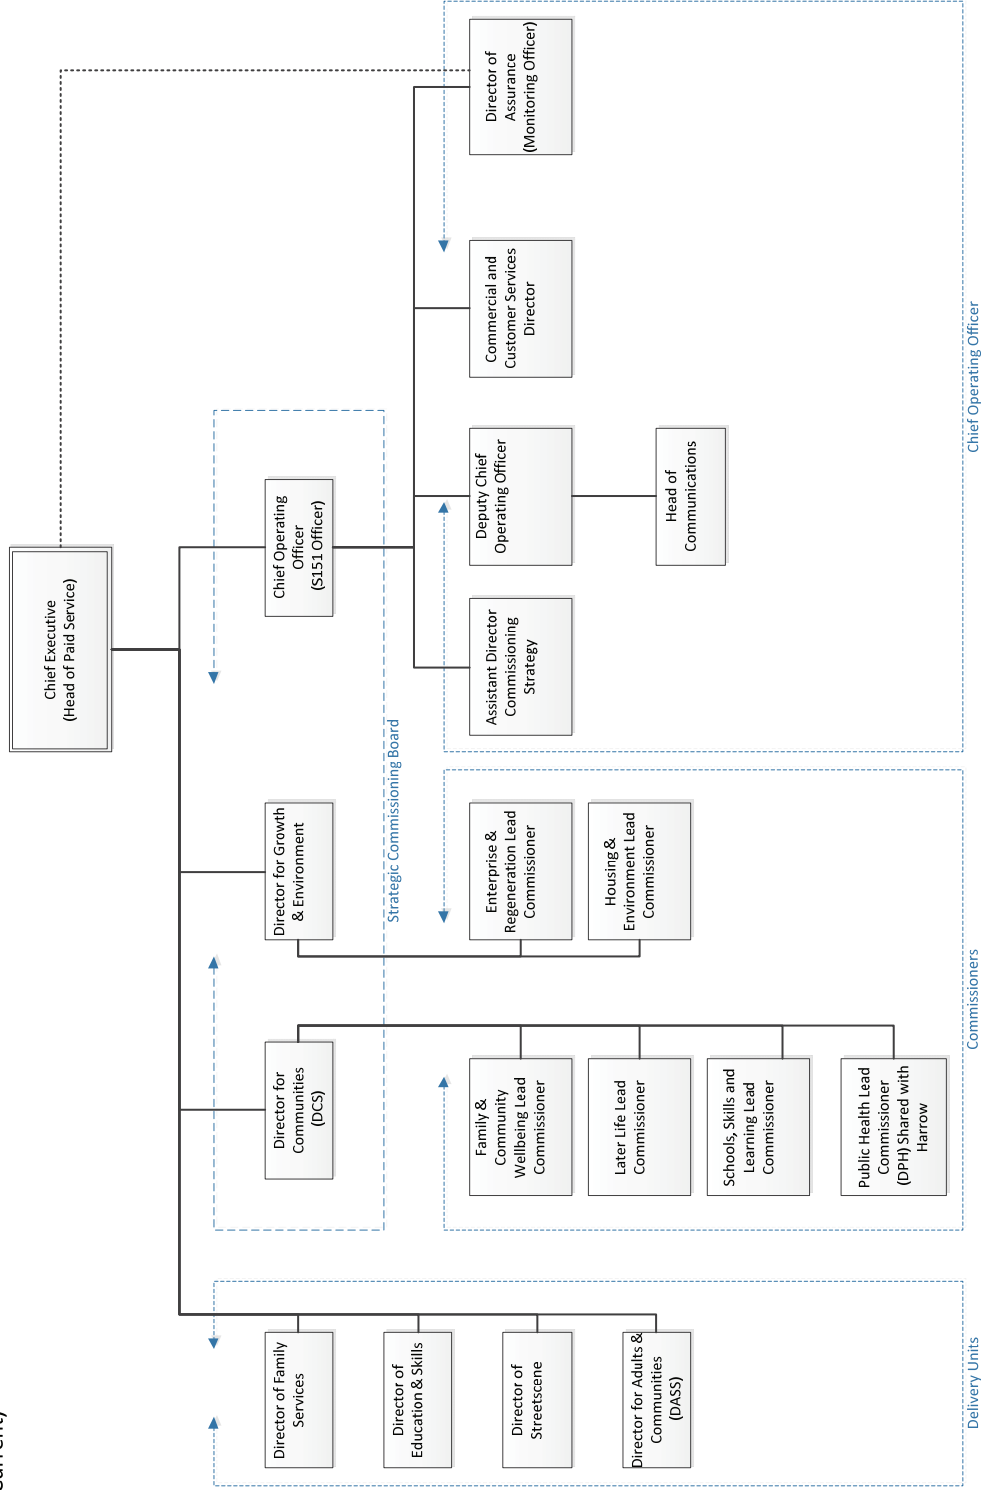 Current)
Chief Executive
(Head of Paid Service)
Director of Family
Services
Director for
Communities
(DCS)
Director for Growth
& Environment
Chief Operating
Officer
(S151 Officer)
Strategic Commissioning Board
Director of
Education & Skills
Director of
Streetscene
Director for Adults &
Communities
(DASS)
Family &
Community
Wellbeing Lead
Commissioner
Later Life Lead
Commissioner
Schools, Skills and
Learning Lead
Commissioner
Public Health Lead
Commissioner
(DPH) Shared with
Harrow
Enterprise &
Regeneration Lead
Commissioner
Housing &
Environment Lead
Commissioner
Assistant Director
Commissioning
Strategy
Deputy Chief
Operating Officer
Head of
Communications
Commercial and
Customer Services
Director
Director of
Assurance
(Monitoring Officer)
Delivery Units
Commissioners
Chief Operating Officer